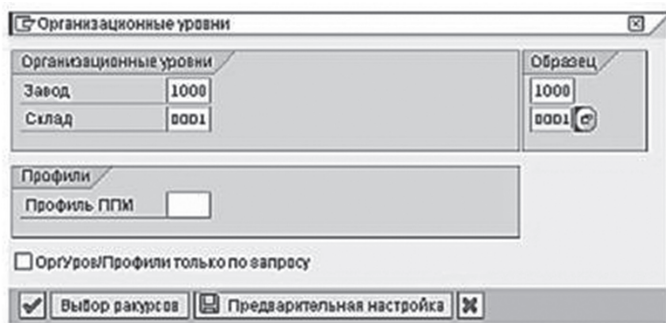 Организационные уровни
Организационные уровни
Образец
Завод 1000 1000
Склад 0001 0001
Профили
Профиль ППМ
ОргУров/Профили только по запросу
Выбор ракурсов Предварительная настройка